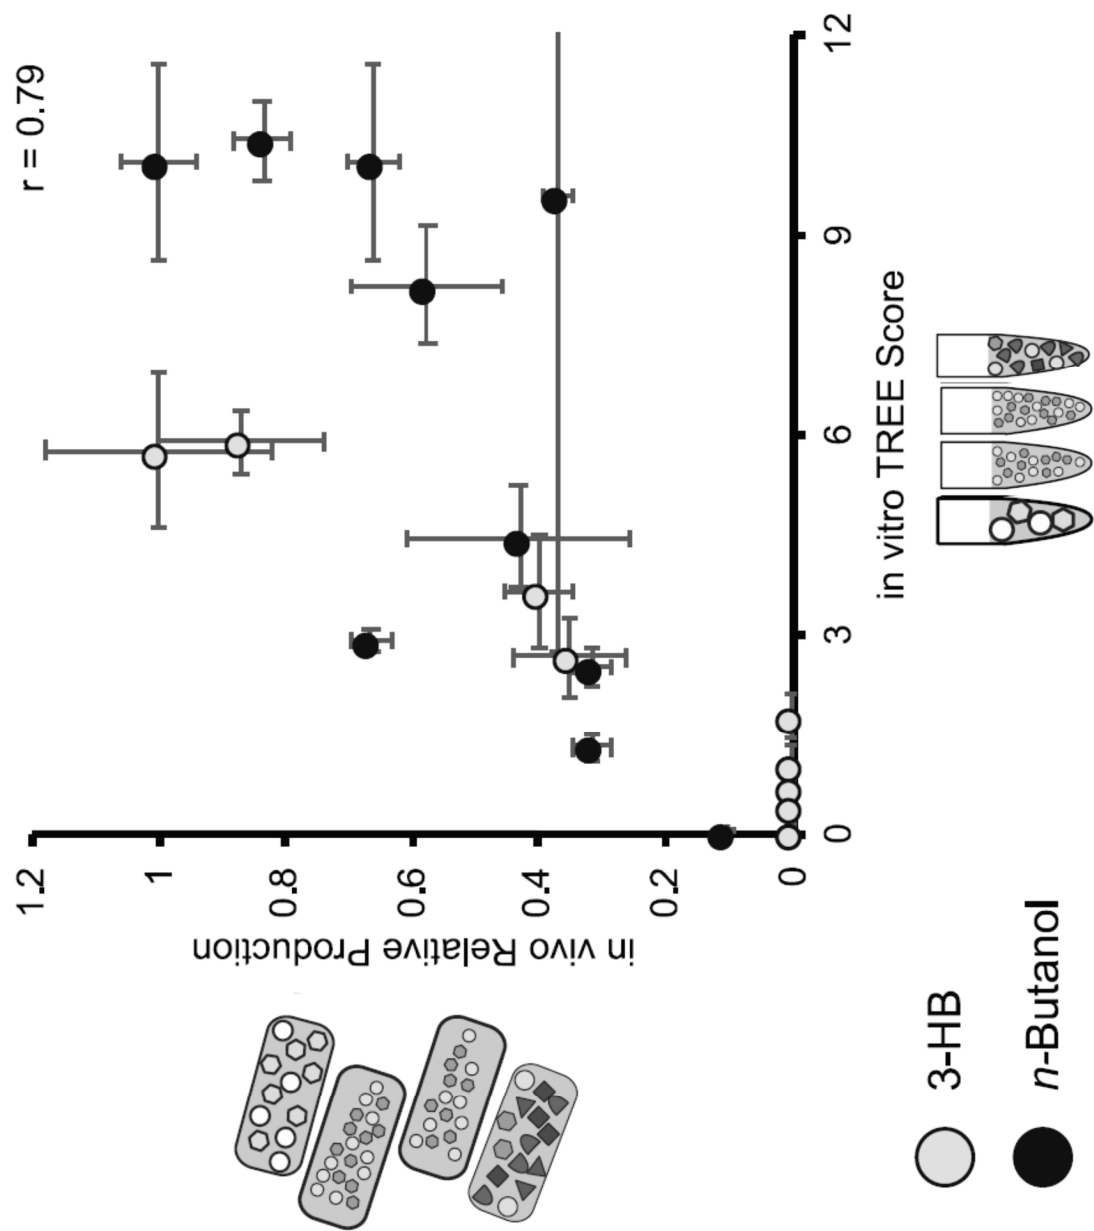 r = 0.79
1.2
1
0.8
0.6
0.4
0.2
0
in vivo Relative Production
0
3
6
9
12
in vitro TREE Score
3-HB
n-Butanol